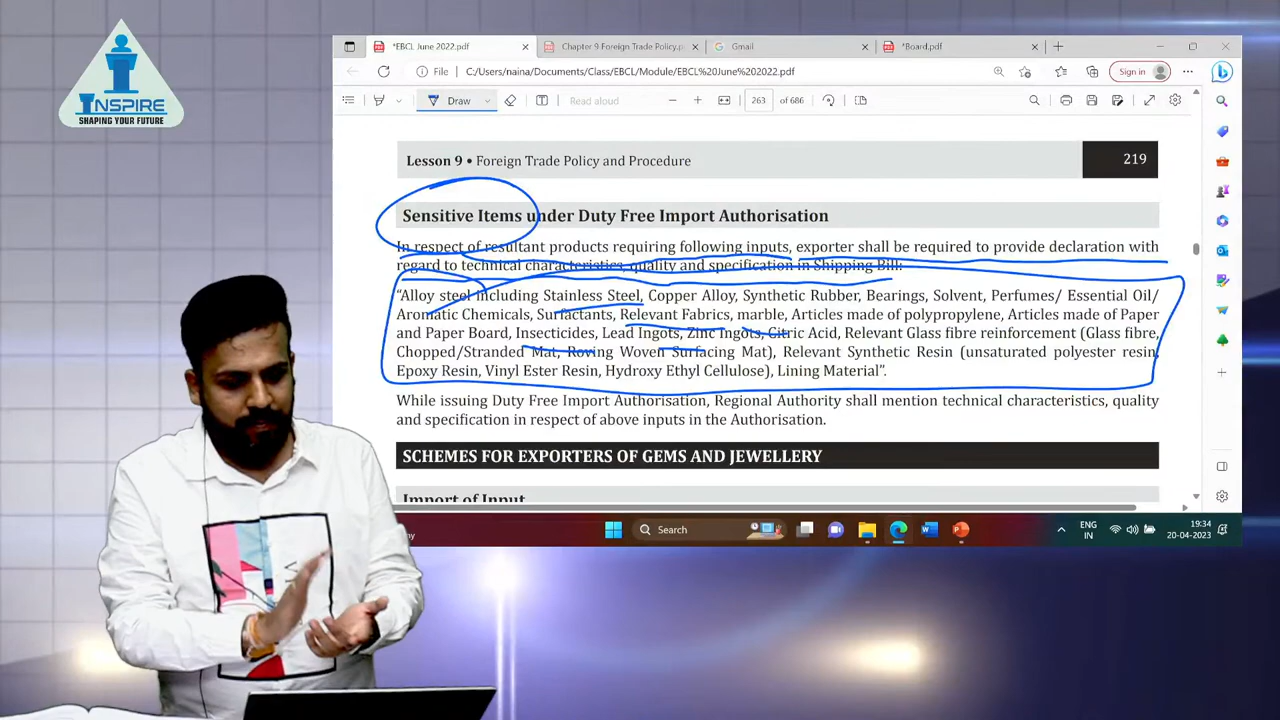 INSPIRE
SHAPING YOUR FUTURE
*EBCL June 2022.pdf
Chapter 9 Foreign Trade Policy.p
Gmail
*Board.pdf
File
C:/Users/naina/Documents/Class/EBCL/Module/EBCL%20June%202022.pdf
Sign in
Draw
Read aloud
263
of 686
Lesson 9 • Foreign Trade Policy and Procedure
219
Sensitive Items under Duty Free Import Authorisation
In respect of resultant products requiring following inputs, exporter shall be required to provide declaration with
regard to technical characteristics, quality and specification in Shipping Bill:
“Alloy steel including Stainless Steel, Copper Alloy, Synthetic Rubber, Bearings, Solvent, Perfumes/ Essential Oil/
Aromatic Chemicals, Surfactants, Relevant Fabrics, marble, Articles made of polypropylene, Articles made of Paper
and Paper Board, Insecticides, Lead Ingots, Zinc Ingots, Citric Acid, Relevant Glass fibre reinforcement (Glass fibre,
Chopped/Stranded Mat, Roving Woven Surfacing Mat), Relevant Synthetic Resin (unsaturated polyester resin,
Epoxy Resin, Vinyl Ester Resin, Hydroxy Ethyl Cellulose), Lining Material”.
While issuing Duty Free Import Authorisation, Regional Authority shall mention technical characteristics, quality
and specification in respect of above inputs in the Authorisation.
SCHEMES FOR EXPORTERS OF GEMS AND JEWELLERY
Import of Input
Search
ENG
IN
19:34
20-04-2023